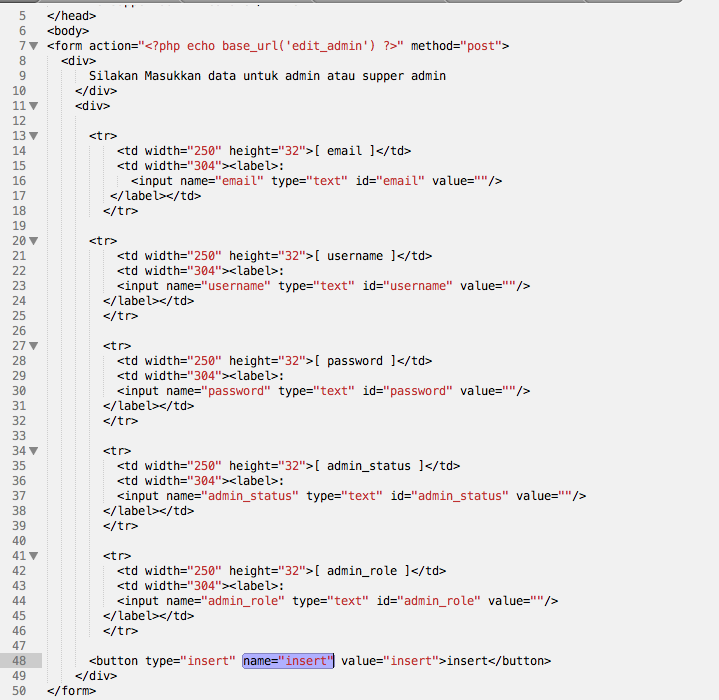 5 </head>
6 <body>
7 <form action="<?php echo base_url('edit_admin') ?>" method="post">
8 <div>
9 Silakan Masukkan data untuk admin atau supper admin
10 </div>
11 <div>
12
13 <tr>
14 <td width="250" height="32">[ email ]</td>
15 <td width="304"><label>:
16 <input name="email" type="text" id="email" value=""/>
17 </label></td>
18 </tr>
19
20 <tr>
21 <td width="250" height="32">[ username ]</td>
22 <td width="304"><label>:
23 <input name="username" type="text" id="username" value=""/>
24 </label></td>
25 </tr>
26
27 <tr>
28 <td width="250" height="32">[ password ]</td>
29 <td width="304"><label>:
30 <input name="password" type="text" id="password" value=""/>
31 </label></td>
32 </tr>
33
34 <tr>
35 <td width="250" height="32">[ admin_status ]</td>
36 <td width="304"><label>:
37 <input name="admin_status" type="text" id="admin_status" value=""/>
38 </label></td>
39 </tr>
40
41 <tr>
42 <td width="250" height="32">[ admin_role ]</td>
43 <td width="304"><label>:
44 <input name="admin_role" type="text" id="admin_role" value=""/>
45 </label></td>
46 </tr>
47
48 <button type="insert" name="insert" value="insert">insert</button>
49 </div>
50 </form>